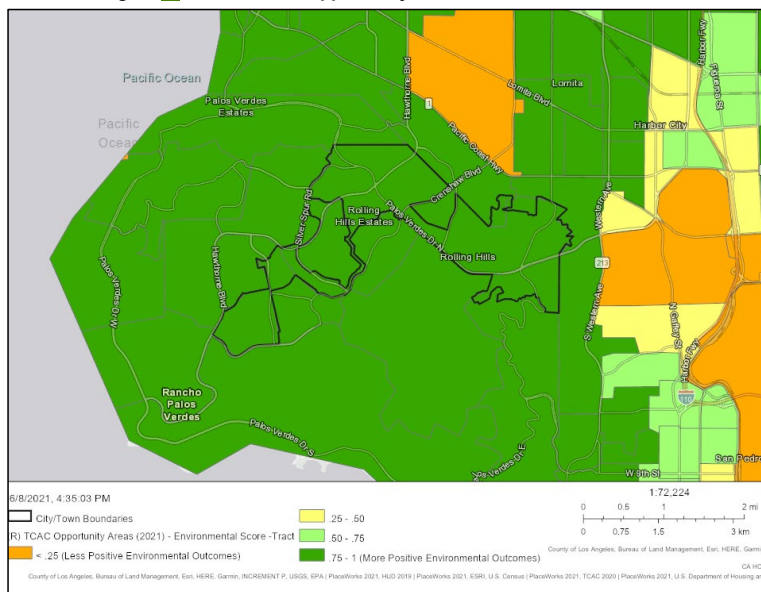 Pacific Ocean
Pacific
Ocean
Palos Verdes
Estates
Hawthorne Blvd
1
Lomita Blvd
Lomita
Harbor Fwy
Figueroa St
Harbor City
Pacific Coast Hwy
Crenshaw Blvd
Western Ave
Silver Spur Rd
Rolling
Hills Estates
Palos Verdes Dr N
Rolling Hills
213
Palos Verdes Dr W
Hawthorne Blvd
S Western Ave
N Gaffey St
Harbor Fwy
110
Rancho
Palos
Verdes
Palos Verdes Dr S
Verdes Dr E
San Pedro
W 9th St
6/8/2021, 4:35:03 PM
City/Town Boundaries
(R) TCAC Opportunity Areas (2021) - Environmental Score -Tract
< .25 (Less Positive Environmental Outcomes)
.25 - .50
.50 - .75
.75 - 1 (More Positive Environmental Outcomes)
1:72,224
0 0.5 1 2 mi
0 0.75 1.5 3 km
County of Los Angeles, Bureau of Land Management, Esri, HERE, Garmin
CA HC
County of Los Angeles, Bureau of Land Management, Esri, HERE, Garmin, INCREMENT P, USGS, EPA | PlaceWorks 2021, HUD 2019 | PlaceWorks 2021, ESRI, U.S. Census | PlaceWorks 2021, TCAC 2020 | PlaceWorks 2021, U.S. Department of Housing an